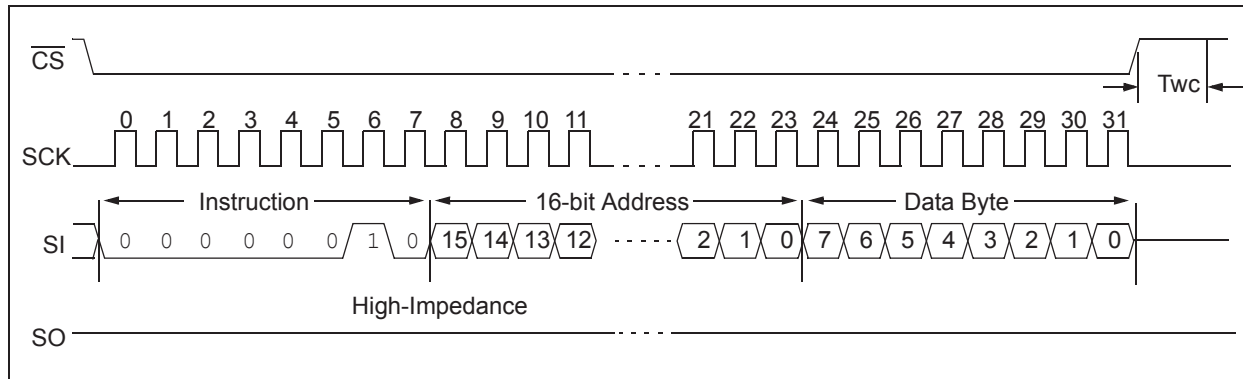 CS
Twc
0 1 2 3 4 5 6 7 8 9 10 11 21 22 23 24 25 26 27 28 29 30 31
SCK
Instruction 16-bit Address Data Byte
SI 0 0 0 0 0 0 1 0 15 14 13 12 2 1 0 7 6 5 4 3 2 1 0
High-Impedance
SO